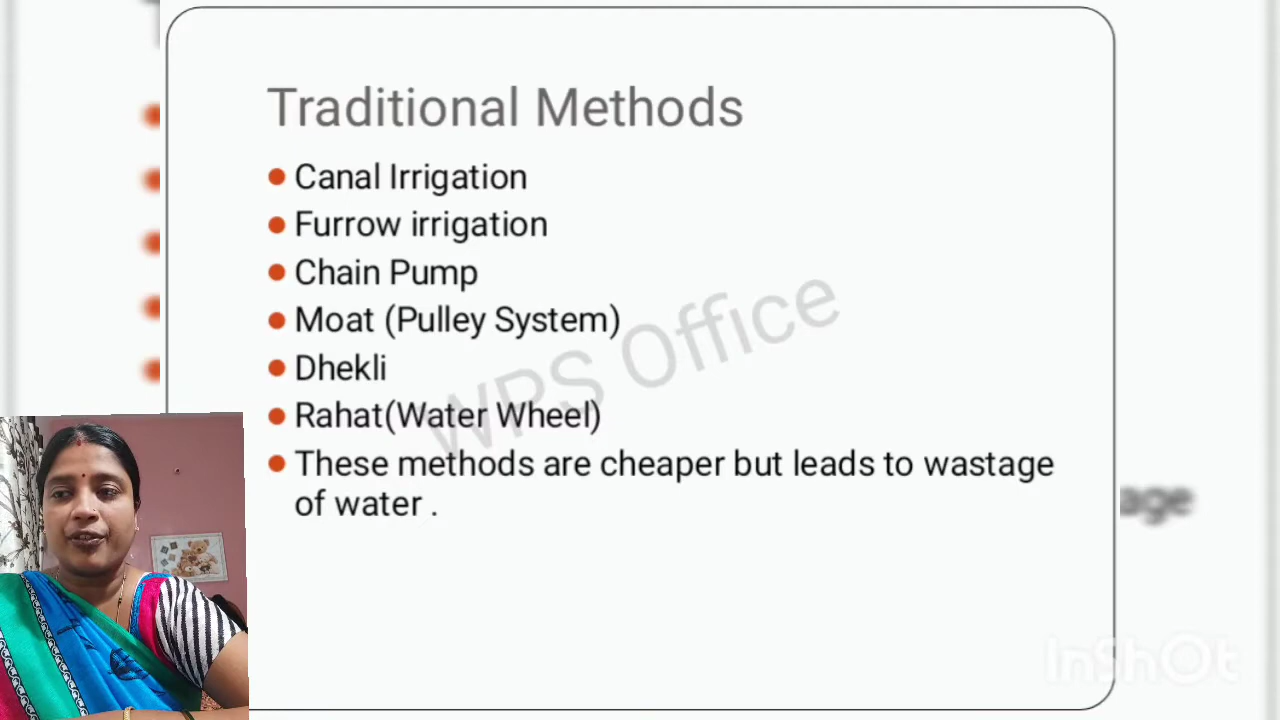 Traditional Methods
Canal Irrigation
Furrow irrigation
Chain Pump
Moat (Pulley System)
Dhekli
Rahat(Water Wheel)
These methods are cheaper but leads to wastage
of water .
WPS Office
age
InShOt